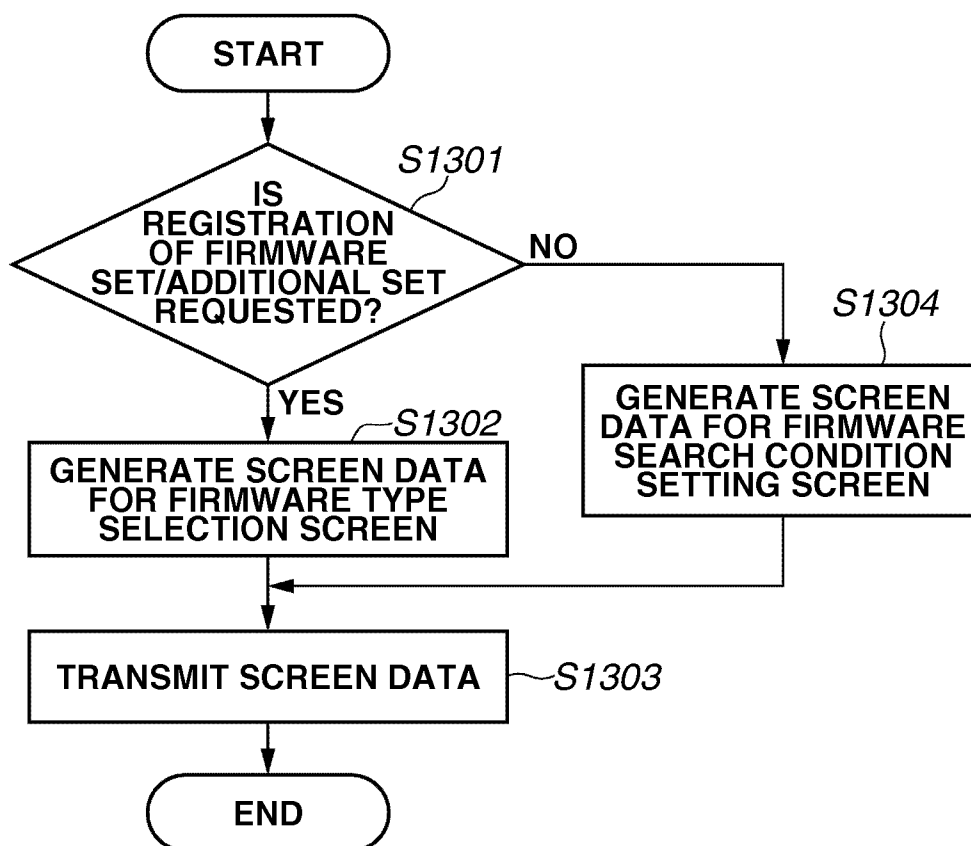 START
S1301
IS
REGISTRATION
OF FIRMWARE
SET/ADDITIONAL SET
REQUESTED?
NO
YES
S1304
GENERATE SCREEN
DATA FOR FIRMWARE
SEARCH CONDITION
SETTING SCREEN
S1302
GENERATE SCREEN DATA
FOR FIRMWARE TYPE
SELECTION SCREEN
TRANSMIT SCREEN DATA
S1303
END